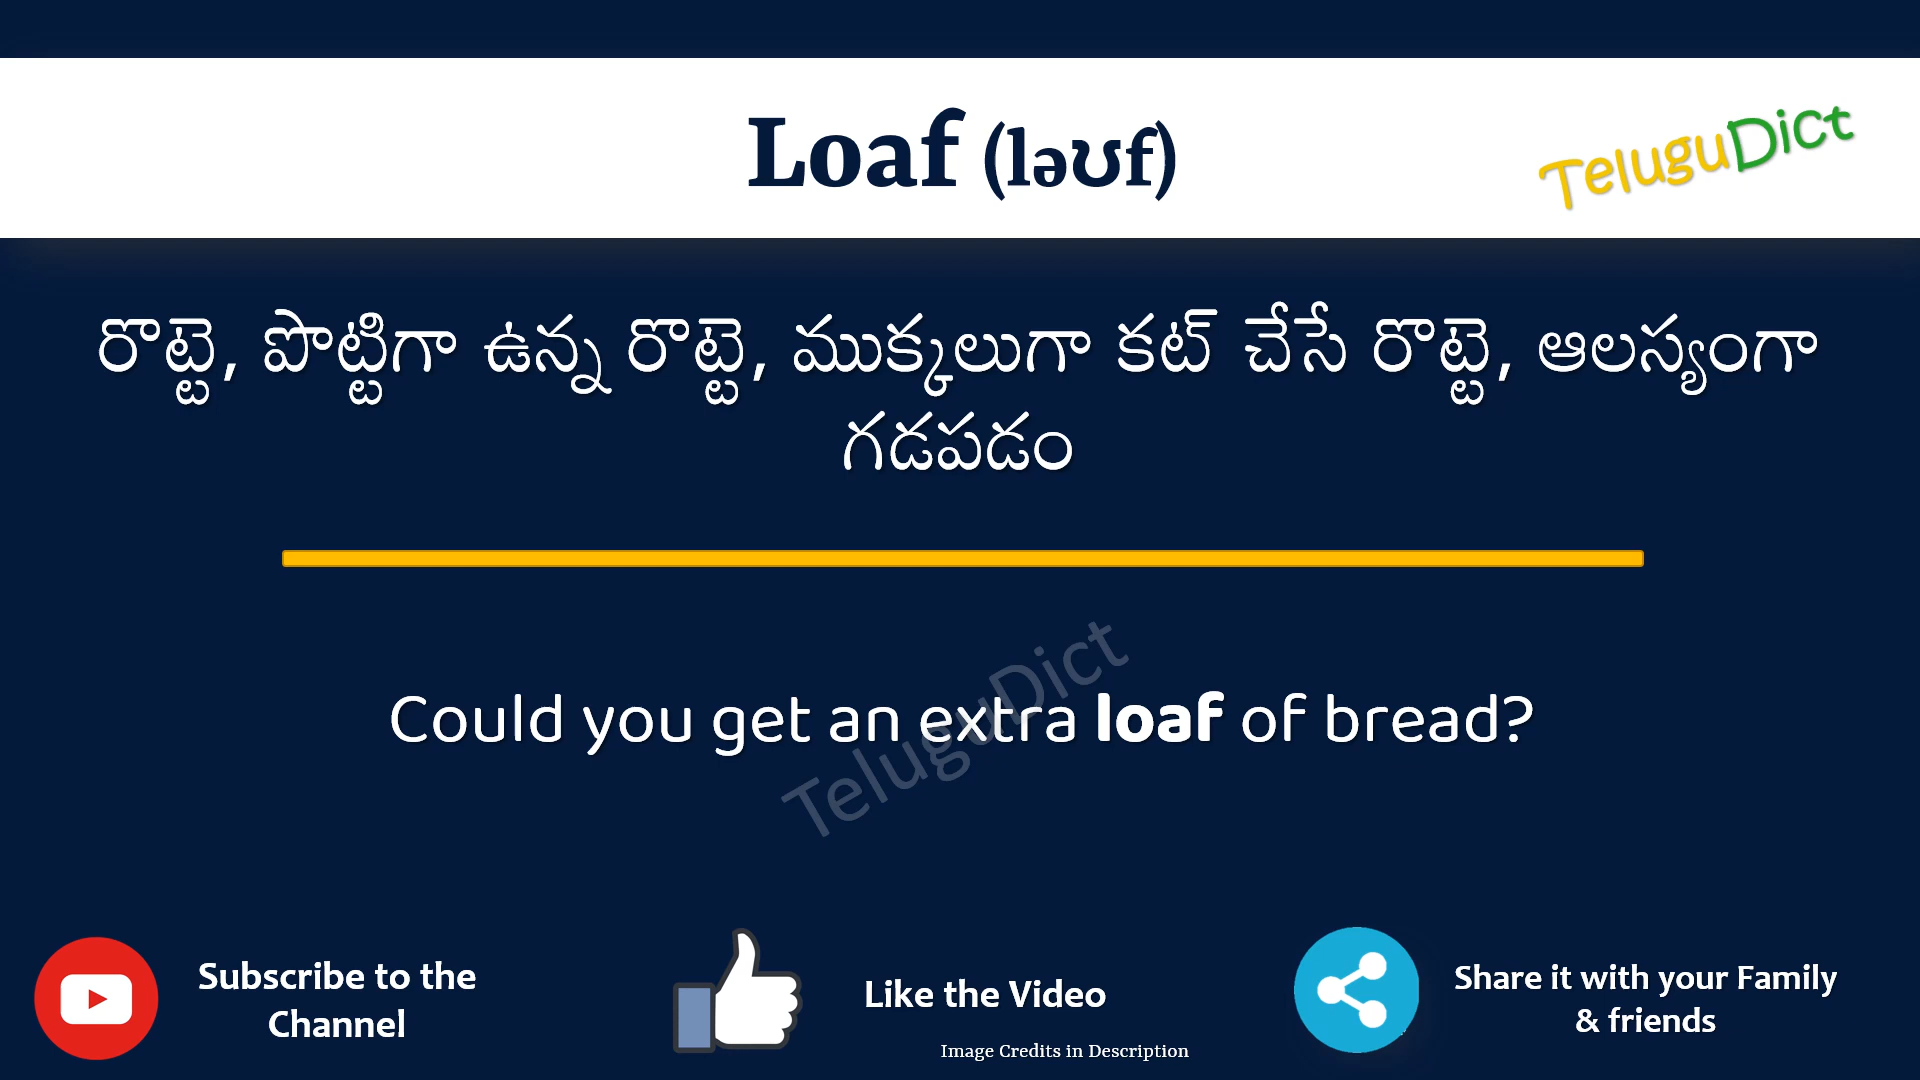 Loaf (ləʊf)
TeluguDict
రొట్టె, పొట్టిగా ఉన్న రొట్టె, ముక్కలుగా కట్ చేసే రొట్టె, ఆలస్యంగా
గడపడం
Could you get an extra loaf of bread?
TeluguDict
Subscribe to the
Channel
Like the Video
Share it with your Family
& friends
Image Credits in Description